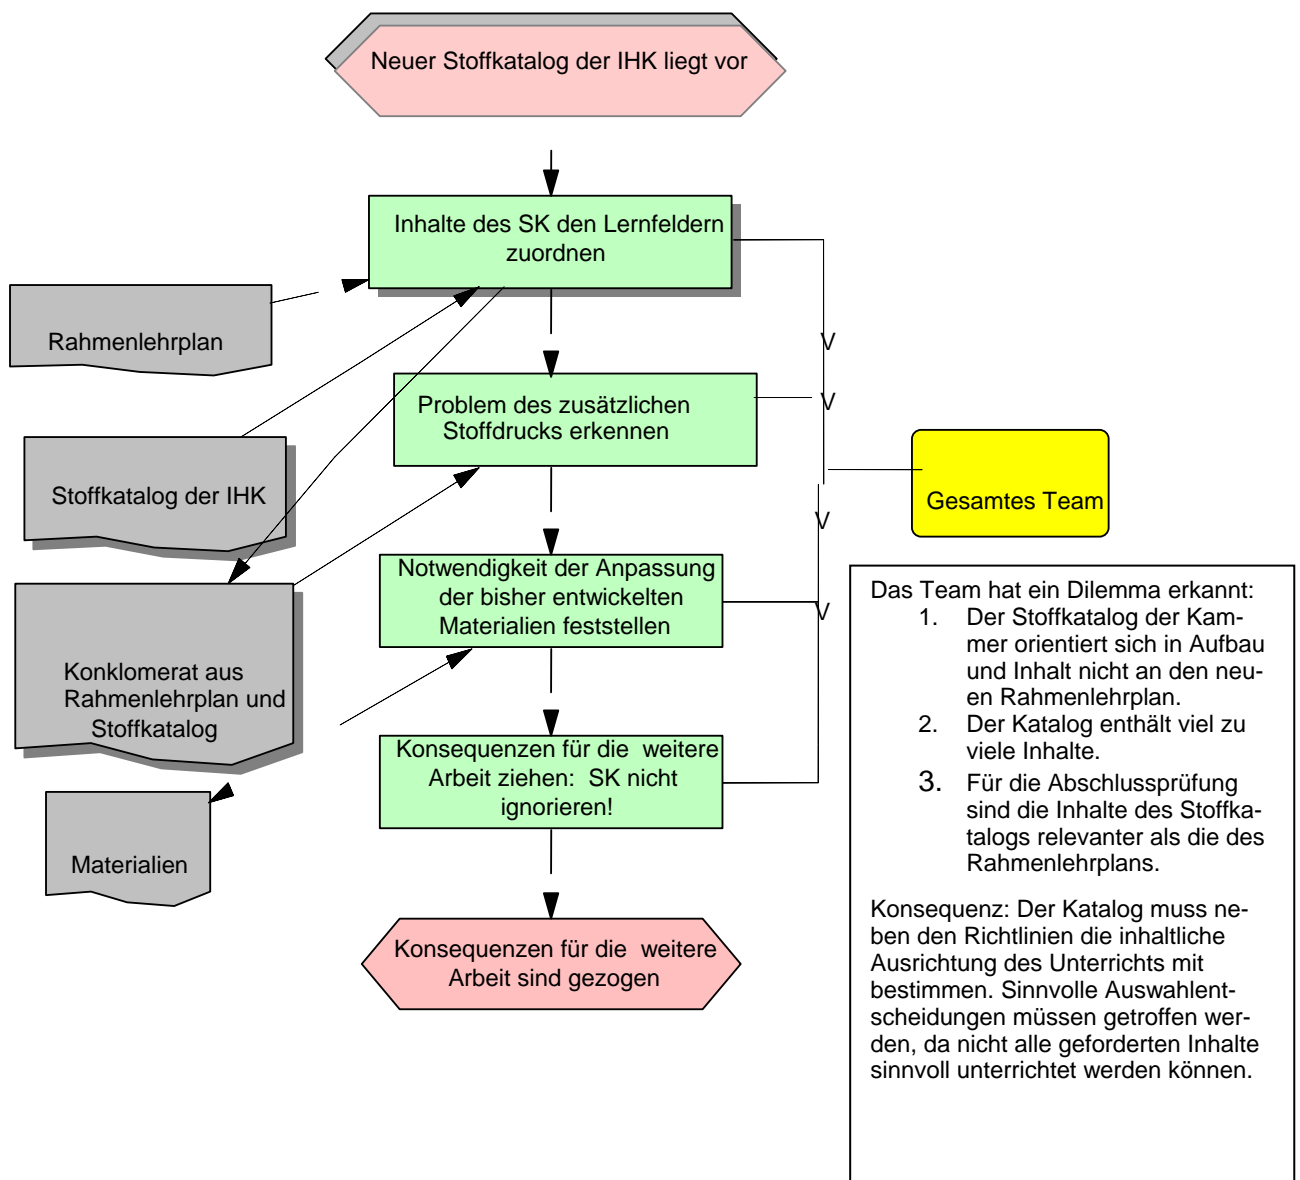 Neuer Stoffkatalog der IHK liegt vor
Inhalte des SK den Lernfeldern
zuordnen
Rahmenlehrplan
V
Problem des zusätzlichen
Stoffdrucks erkennen
V
Stoffkatalog der IHK
Gesamtes Team
V
Notwendigkeit der Anpassung
der bisher entwickelten
Materialien feststellen
V
Konklomerat aus
Rahmenlehrplan und
Stoffkatalog
Konsequenzen für die  weitere
Arbeit ziehen:  SK nicht
ignorieren!
Materialien
Konsequenzen für die  weitere
Arbeit sind gezogen
Das Team hat ein Dilemma erkannt:
1. Der Stoffkatalog der Kam-
mer orientiert sich in Aufbau
und Inhalt nicht an den neu-
en Rahmenlehrplan.
2. Der Katalog enthält viel zu
viele Inhalte.
3. Für die Abschlussprüfung
sind die Inhalte des Stoffka-
talogs relevanter als die des
Rahmenlehrplans.
Konsequenz: Der Katalog muss ne-
ben den Richtlinien die inhaltliche
Ausrichtung des Unterrichts mit
bestimmen. Sinnvolle Auswahlent-
scheidungen müssen getroffen wer-
den, da nicht alle geforderten Inhalte
sinnvoll unterrichtet werden können.